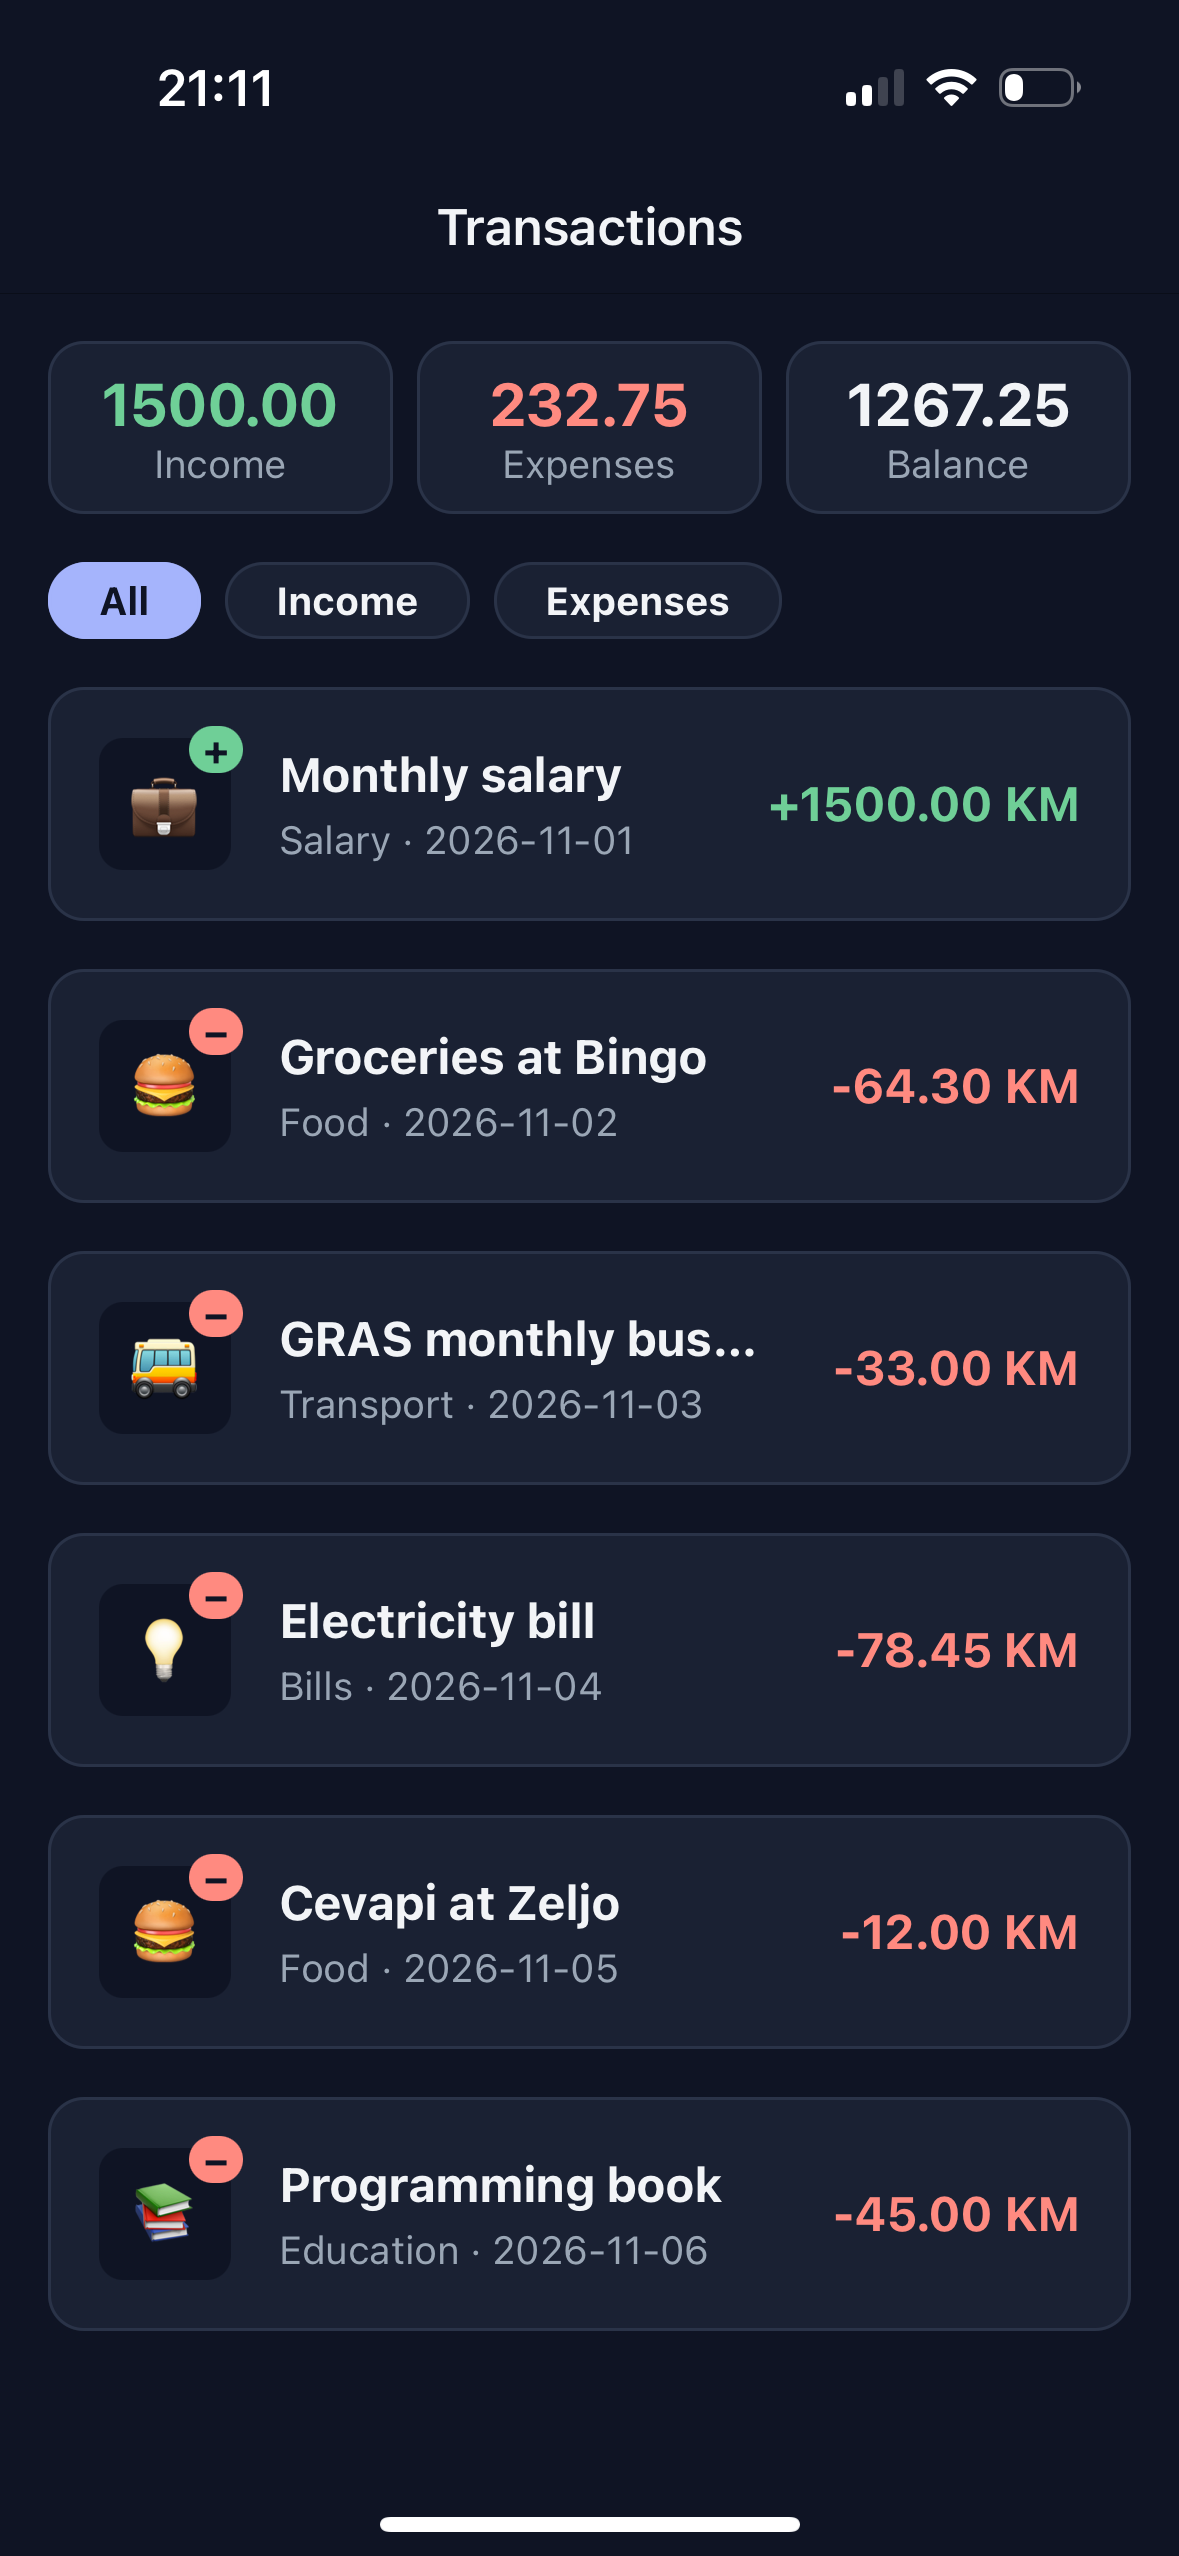 21:11
Transactions
1500.00
Income
232.75
Expenses
1267.25
Balance
All
Income
Expenses
+
Monthly salary
Salary · 2026-11-01
+1500.00 KM
–
Groceries at Bingo
Food · 2026-11-02
-64.30 KM
–
GRAS monthly bus...
Transport · 2026-11-03
-33.00 KM
–
Electricity bill
Bills · 2026-11-04
-78.45 KM
–
Cevapi at Zeljo
Food · 2026-11-05
-12.00 KM
–
Programming book
Education · 2026-11-06
-45.00 KM